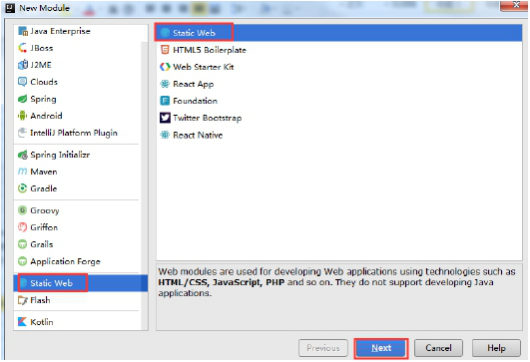 New Module
Java Enterprise
JBoss
J2ME
Clouds
Spring
Android
IntelliJ Platform Plugin
Spring Initializr
Maven
Gradle
Groovy
Griffon
Grails
Application Forge
Static Web
Flash
Kotlin
Static Web
HTML5 Boilerplate
Web Starter Kit
React App
Foundation
Twitter Bootstrap
React Native
Web modules are used for developing Web applications using technologies such as
HTML/CSS, JavaScript, PHP and so on. They do not support developing Java
applications.
Previous Next Cancel Help